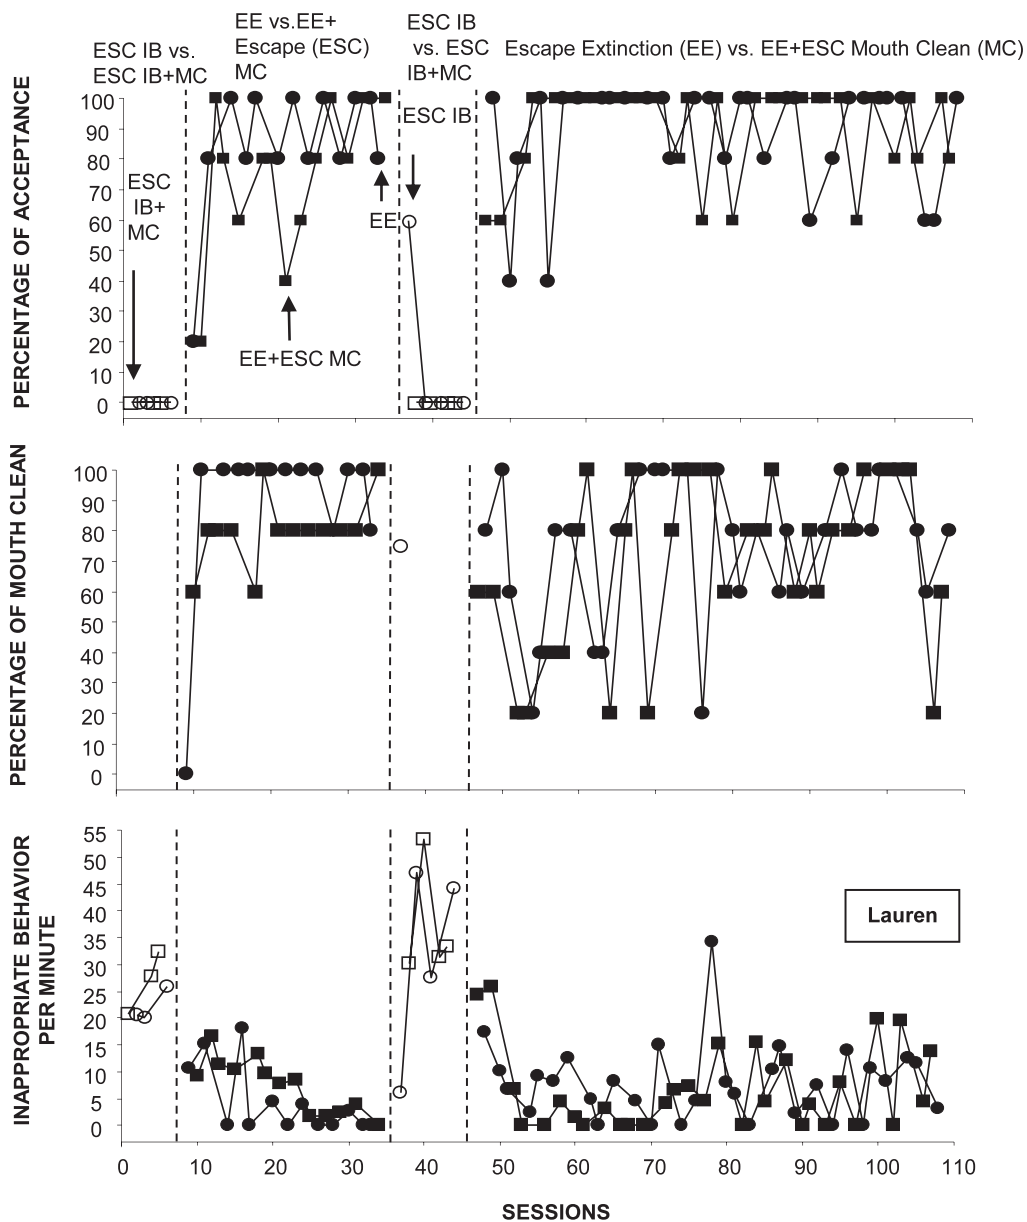 ESC IB vs.
ESC IB+MC
EE vs.EE+
Escape (ESC)
MC
ESC IB
vs. ESC
IB+MC
Escape Extinction (EE) vs. EE+ESC Mouth Clean (MC)
PERCENTAGE OF ACCEPTANCE
100
90
80
70
60
50
40
30
20
10
0
ESC
IB+
MC
EE
EE+ESC MC
ESC IB
PERCENTAGE OF MOUTH CLEAN
100
90
80
70
60
50
40
30
20
10
0
INAPPROPRIATE BEHAVIOR
PER MINUTE
55
50
45
40
35
30
25
20
15
10
5
0
Lauren
0 10 20 30 40 50 60 70 80 90 100 110
SESSIONS